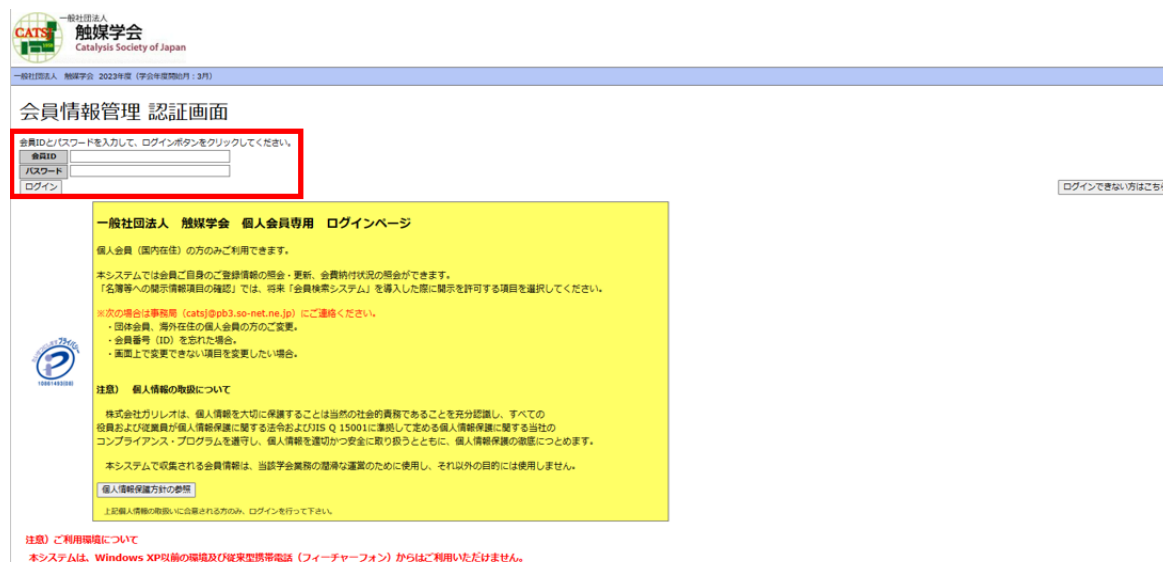 一般社団法人
CATSJ
触媒学会
Catalysis Society of Japan
一般社団法人 触媒学会 2023年度（学会年度開始月：3月）
会員情報管理 認証画面
会員IDとパスワードを入力して、ログインボタンをクリックしてください。
会員ID
パスワード
ログイン
ログインできない方はこちら
一般社団法人 触媒学会 個人会員専用 ログインページ
個人会員（国内在住）の方のみご利用できます。
本システムでは会員ご自身のご登録情報の照会・更新、会費納付状況の照会ができます。
「名簿等への開示情報項目の確認」では、将来「会員検索システム」を導入した際に開示を許可する項目を選択してください。
※次の場合は事務局（catsj@pb3.so-net.ne.jp）にご連絡ください。
・団体会員、海外在住の個人会員の方のご変更。
・会員番号（ID）を忘れた場合。
・画面上で変更できない項目を変更したい場合。
注意） 個人情報の取扱について
株式会社ガリレオは、個人情報を大切に保護することは当然の社会的責務であることを充分認識し、すべての
役員および従業員が個人情報保護に関する法令およびJIS Q 15001に準拠して定める個人情報保護に関する当社の
コンプライアンス・プログラムを遵守し、個人情報を適切かつ安全に取り扱うとともに、個人情報保護の徹底につとめます。
本システムで収集される会員情報は、当該学会業務の円滑な運営のために使用し、それ以外の目的には使用しません。
個人情報保護方針の参照
上記個人情報の取扱いに合意される方のみ、ログインを行って下さい。
注意）ご利用環境について
本システムは、Windows XP以前の環境及び従来型携帯電話（フィーチャーフォン）からはご利用いただけません。